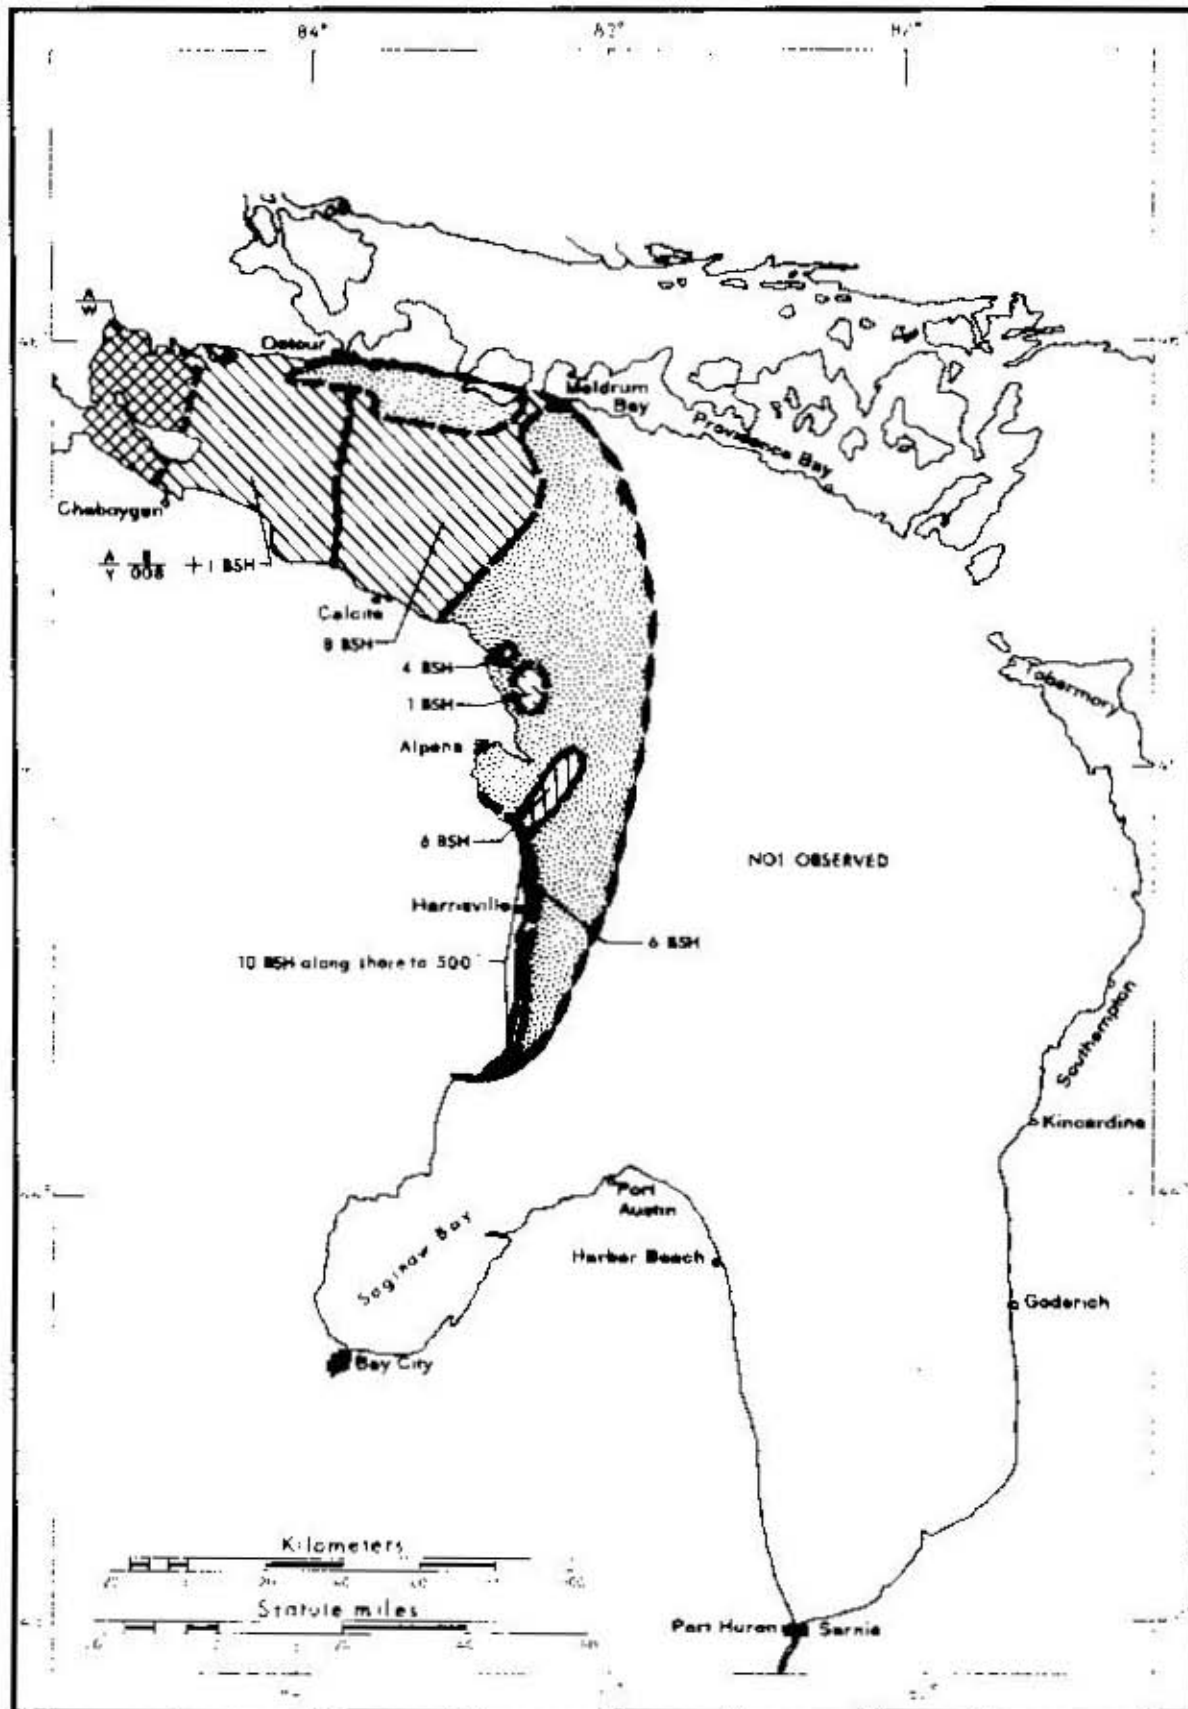 84°
A
W
Detour
Meldrum
Bay
Providence Bay
Cheboygan
A
Y
008
+1 BSH
Calcite
8 BSH
4 BSH
1 BSH
Tobermory
Alpena
6 BSH
NOT OBSERVED
Harrisville
6 BSH
10 BSH along shore to 500'
Southampton
Kincardine
44°
Port
Austin
Saginaw Bay
Harbor Beach
Goderich
Bay City
Kilometers
Statute miles
Port Huron
Sarnia